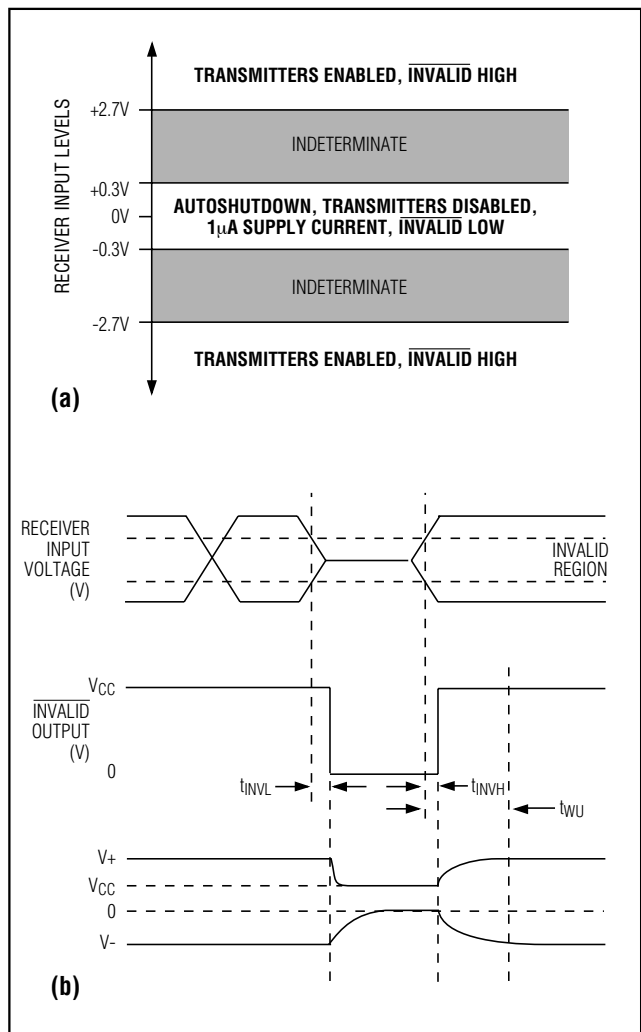 TRANSMITTERS ENABLED, INVALID HIGH
+2.7V
INDETERMINATE
+0.3V
AUTOSHUTDOWN, TRANSMITTERS DISABLED,
0V
1µA SUPPLY CURRENT, INVALID LOW
-0.3V
INDETERMINATE
-2.7V
TRANSMITTERS ENABLED, INVALID HIGH
RECEIVER INPUT LEVELS
(a)
RECEIVER
INPUT
VOLTAGE
(V)
INVALID
REGION
VCC
INVALID
OUTPUT
(V)
0
tINVL
tINVH
tWU
V+
VCC
0
V-
(b)